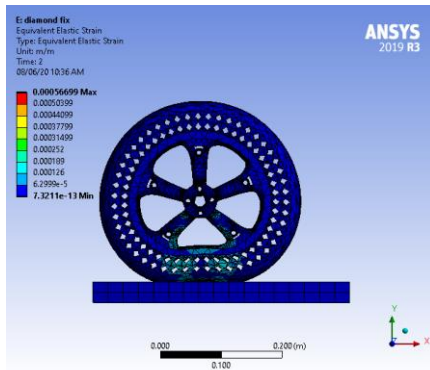 E: diamond fix
Equivalent Elastic Strain
Type: Equivalent Elastic Strain
Unit: m/m
Time: 2
08/06/20 10:36 AM
ANSYS
2019 R3
0.00056699 Max
0.00050399
0.00044099
0.00037799
0.00031499
0.000252
0.000189
0.000126
6.2999e-5
7.3211e-13 Min
0.000
0.200 (m)
0.100
Y
Z
X